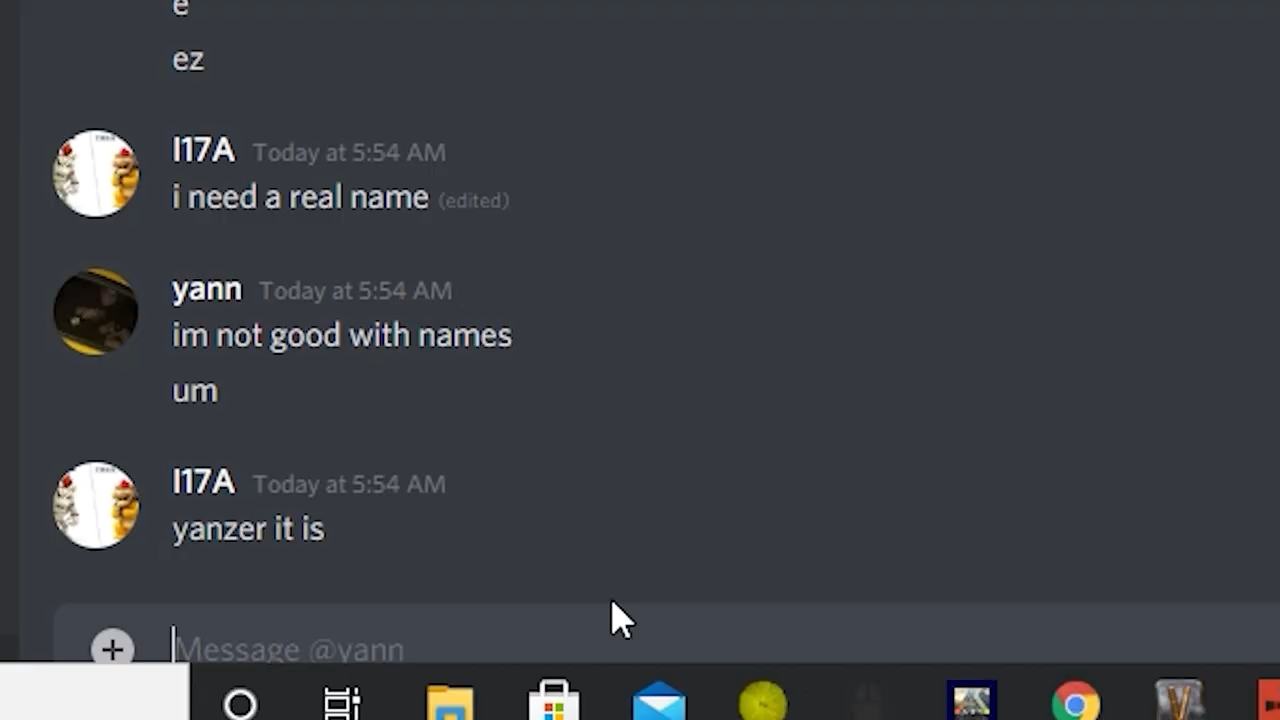 e
ez
I17A Today at 5:54 AM
i need a real name (edited)
yann Today at 5:54 AM
im not good with names
um
I17A Today at 5:54 AM
yanzer it is
Message @yann